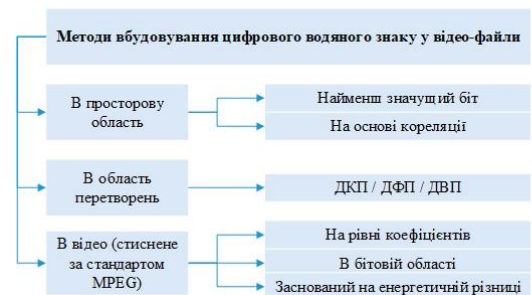 Методи вбудовування цифрового водяного знаку у відео-файли
В просторову
область
Найменш значущий біт
На основі кореляції
В область
перетворень
ДКП / ДФП / ДВП
В відео (стиснене
за стандартом
MPEG)
На рівні коефіцієнтів
В бітовій області
Заснований на енергетичній різниці